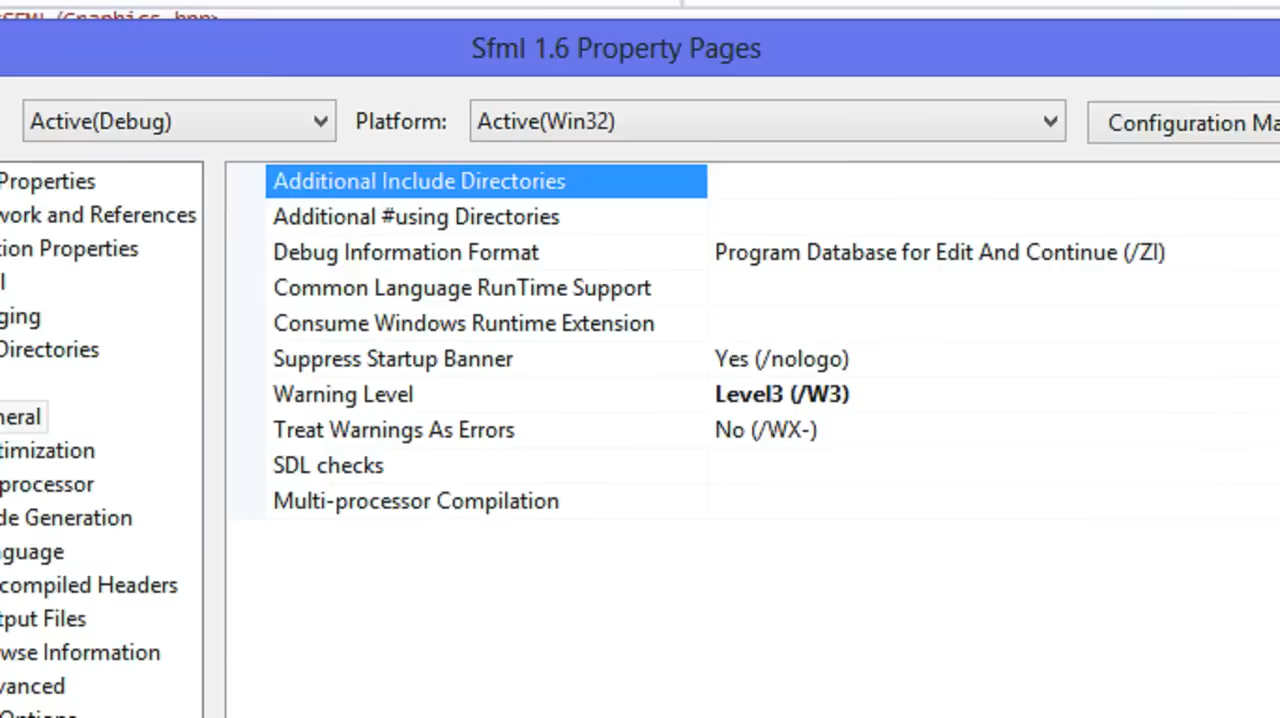 Sfml 1.6 Property Pages
Active(Debug) Platform: Active(Win32) Configuration Ma
Properties
work and References
ion Properties
ging
Directories
neral
timization
processor
de Generation
nguage
compiled Headers
tput Files
wse Information
vanced
Additional Include Directories
Additional #using Directories
Debug Information Format Program Database for Edit And Continue (/ZI)
Common Language RunTime Support
Consume Windows Runtime Extension
Suppress Startup Banner Yes (/nologo)
Warning Level Level3 (/W3)
Treat Warnings As Errors No (/WX-)
SDL checks
Multi-processor Compilation